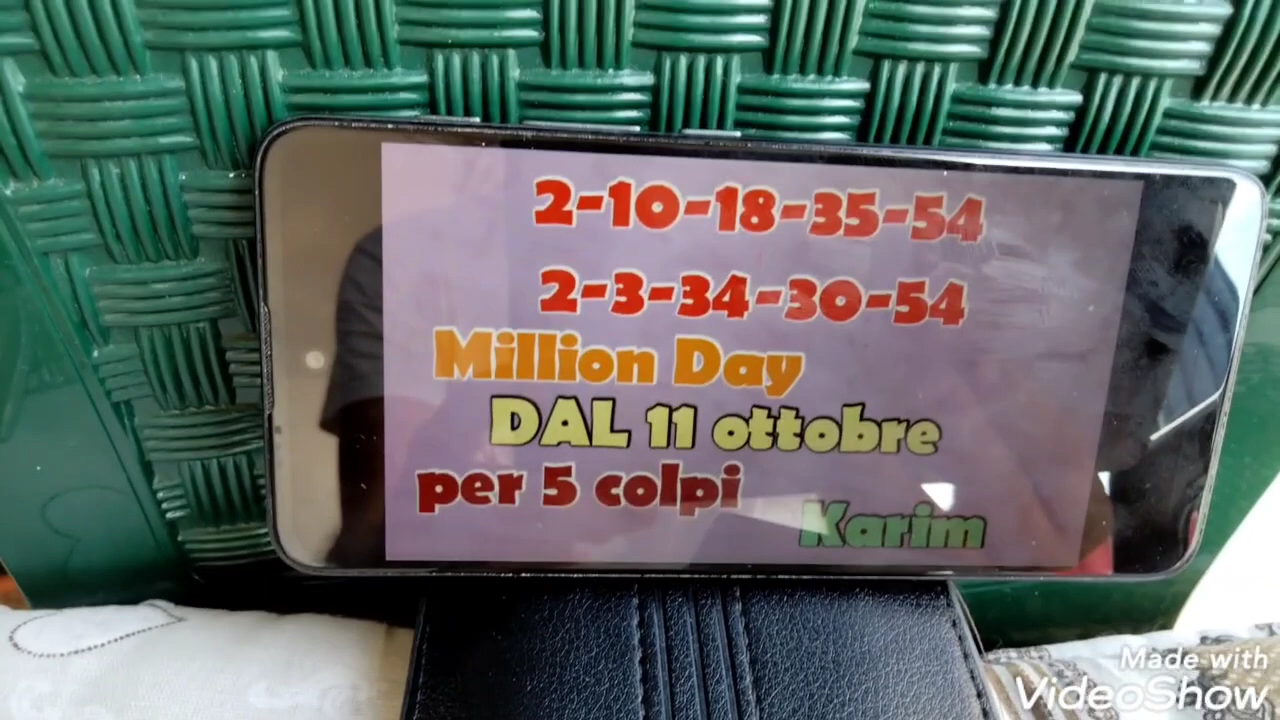 2-10-18-35-54
2-3-34-30-54
Million Day
DAL 11 ottobre
per 5 colpi
Karim
Made with
VideoShow